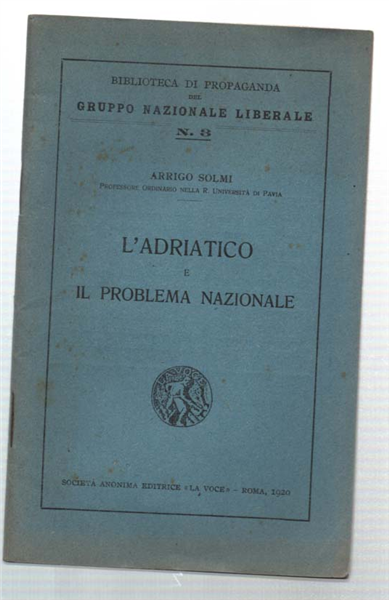 BIBLIOTECA DI PROPAGANDA
DEL
GRUPPO NAZIONALE LIBERALE
N. 3
ARRIGO SOLMI
PROFESSORE ORDINARIO NELLA R. UNIVERSITÀ DI PAVIA
L'ADRIATICO
E
IL PROBLEMA NAZIONALE
SOCIETÀ ANONIMA EDITRICE «LA VOCE» - ROMA, 1920